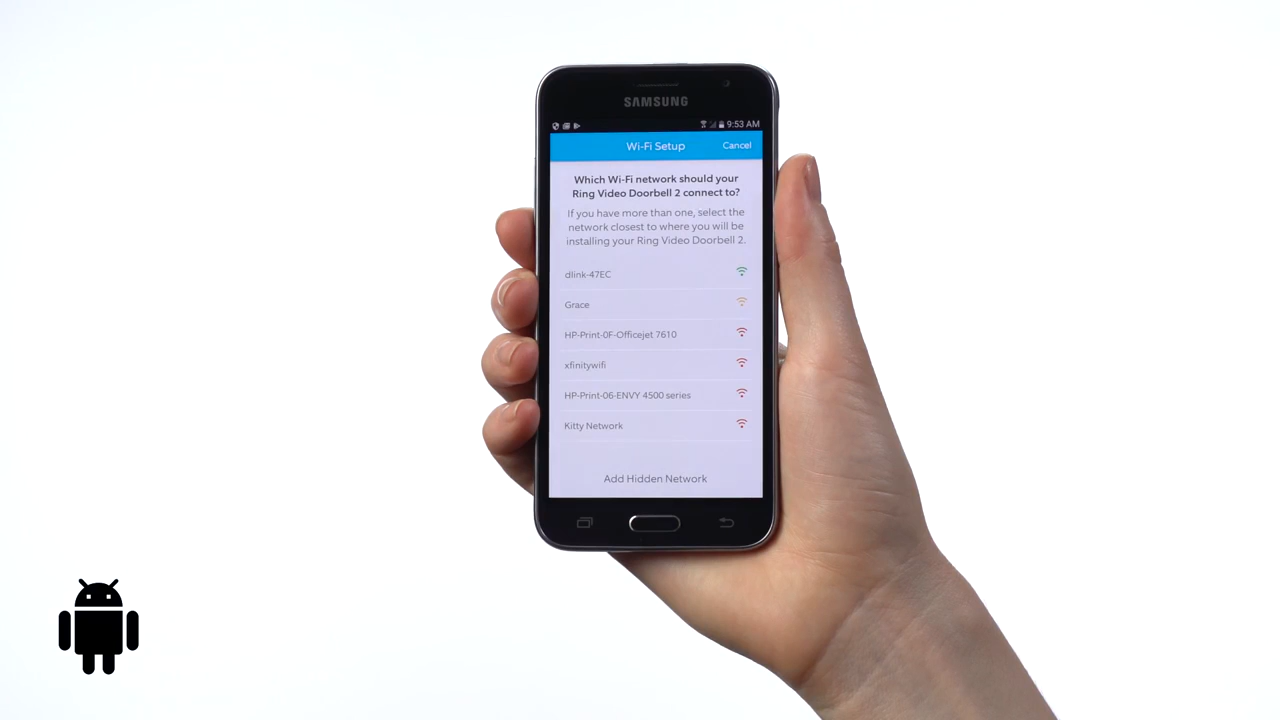 SAMSUNG
9:53 AM
Wi-Fi Setup
Cancel
Which Wi-Fi network should your
Ring Video Doorbell 2 connect to?
If you have more than one, select the
network closest to where you will be
installing your Ring Video Doorbell 2.
dlink-47EC
Grace
HP-Print-0F-Officejet 7610
xfinitywifi
HP-Print-06-ENVY 4500 series
Kitty Network
Add Hidden Network